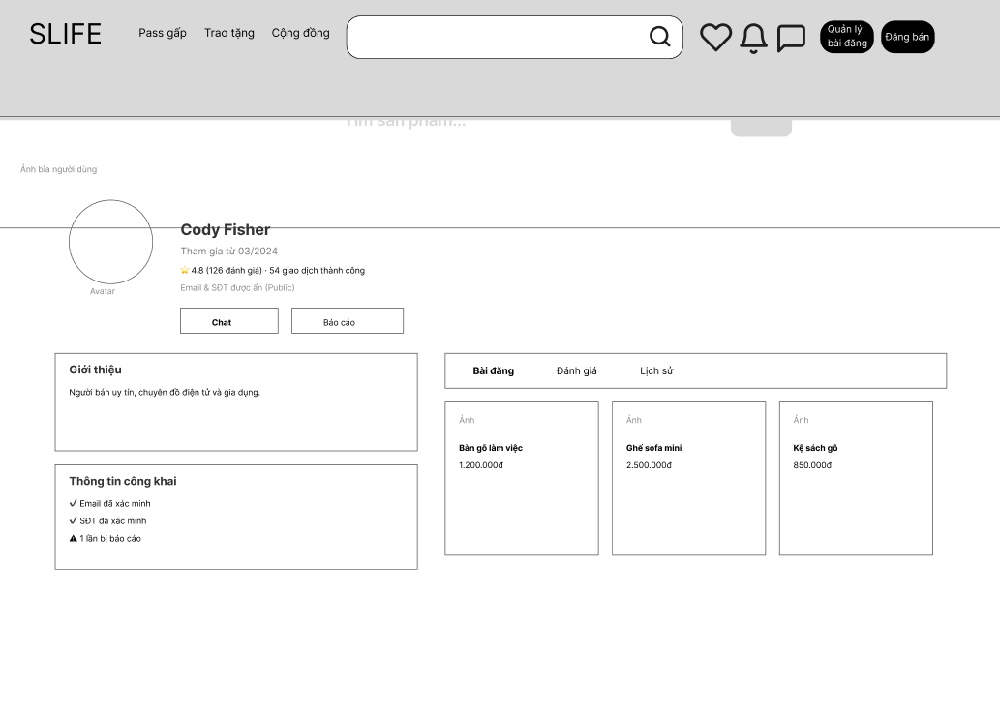 SLIFE
Pass gấp
Trao tặng
Cộng đồng
Quản lý
bài đăng
Đăng bán
Tìm sản phẩm...
Ảnh bìa người dùng
Cody Fisher
Tham gia từ 03/2024
⭐ 4.8 (126 đánh giá) · 54 giao dịch thành công
Email & SĐT được ẩn (Public)
Avatar
Chat
Báo cáo
Giới thiệu
Người bán uy tín, chuyên đồ điện tử và gia dụng.
Thông tin công khai
✔ Email đã xác minh
✔ SĐT đã xác minh
⚠ 1 lần bị báo cáo
Bài đăng
Đánh giá
Lịch sử
Ảnh
Bàn gỗ làm việc
1.200.000đ
Ảnh
Ghế sofa mini
2.500.000đ
Ảnh
Kệ sách gỗ
850.000đ